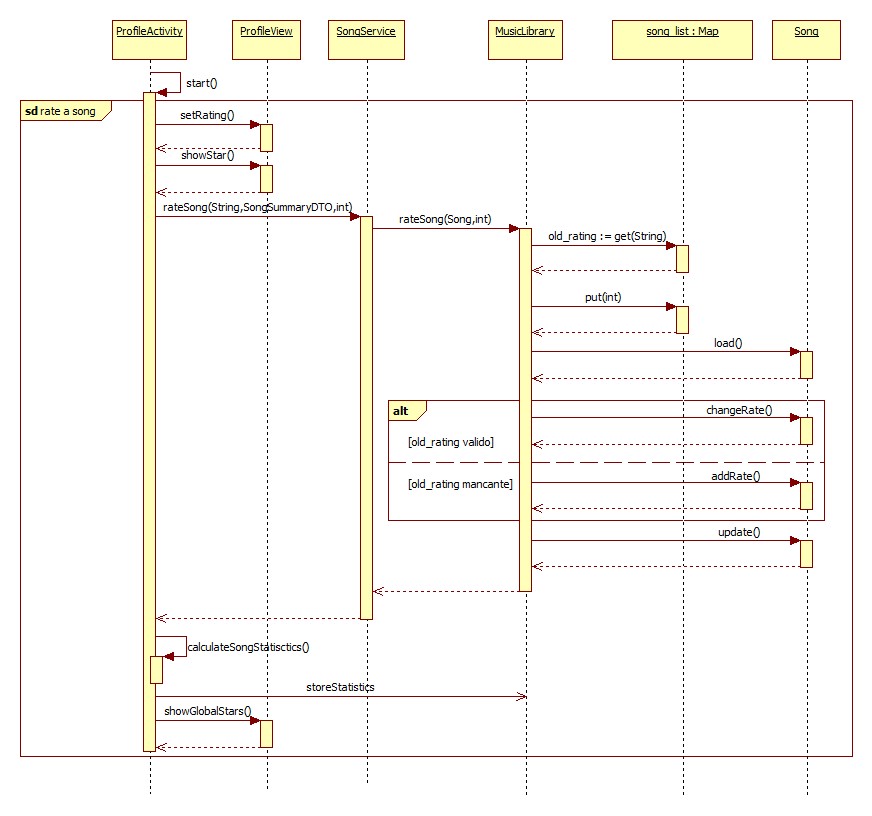 ProfileActivity
ProfileView
SongService
MusicLibrary
song_list : Map
Song
start()
sd rate a song
setRating()
showStar()
rateSong(String,SongSummaryDTO,int)
rateSong(Song,int)
old_rating := get(String)
put(int)
load()
alt
changeRate()
[old_rating valido]
addRate()
[old_rating mancante]
update()
calculateSongStatisctics()
storeStatistics
showGlobalStars()